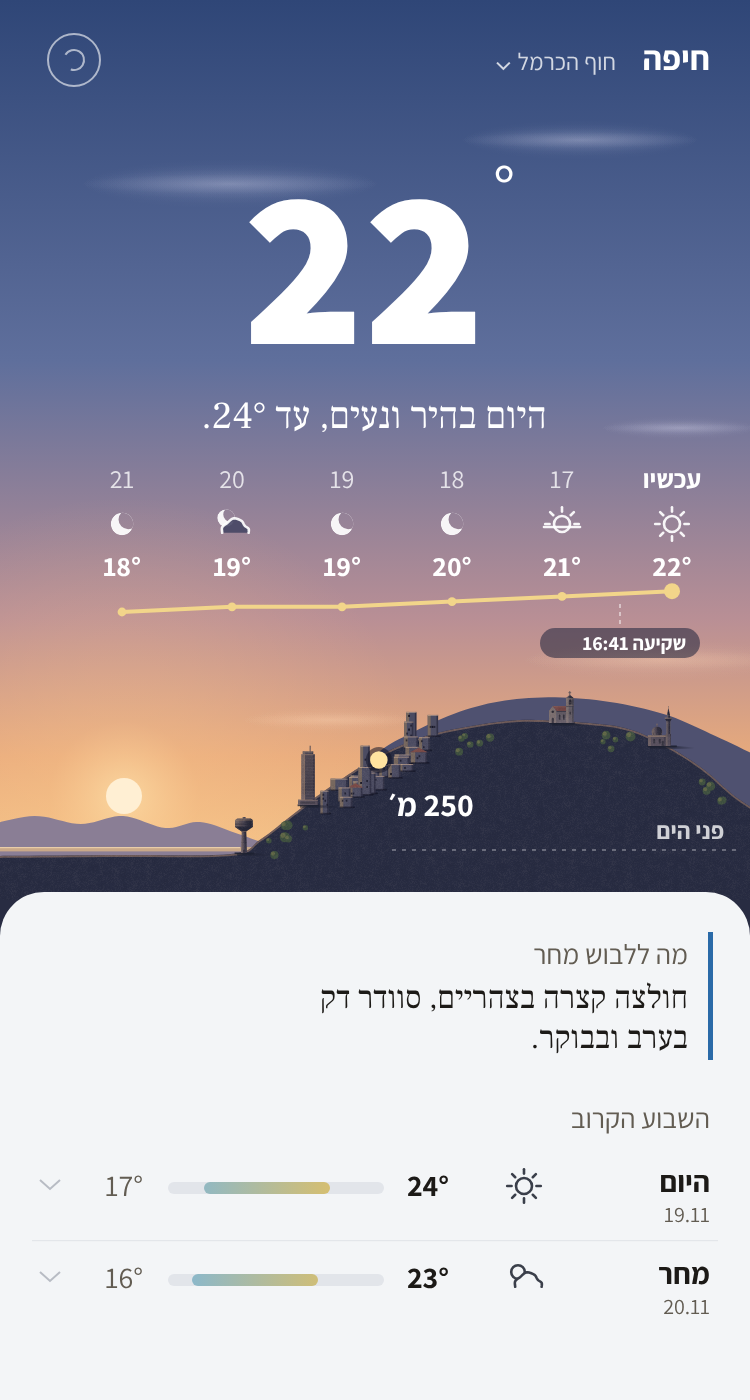 חיפה
חוף הכרמל
22°
היום בהיר ונעים, עד 24°.
עכשיו 17 18 19 20 21
22° 21° 20° 19° 19° 18°
שקיעה 16:41
250 מ׳
פני הים
מה ללבוש מחר
חולצה קצרה בצהריים, סוודר דק
בערב ובבוקר.
השבוע הקרוב
היום 24° 17°
19.11
מחר 23° 16°
20.11